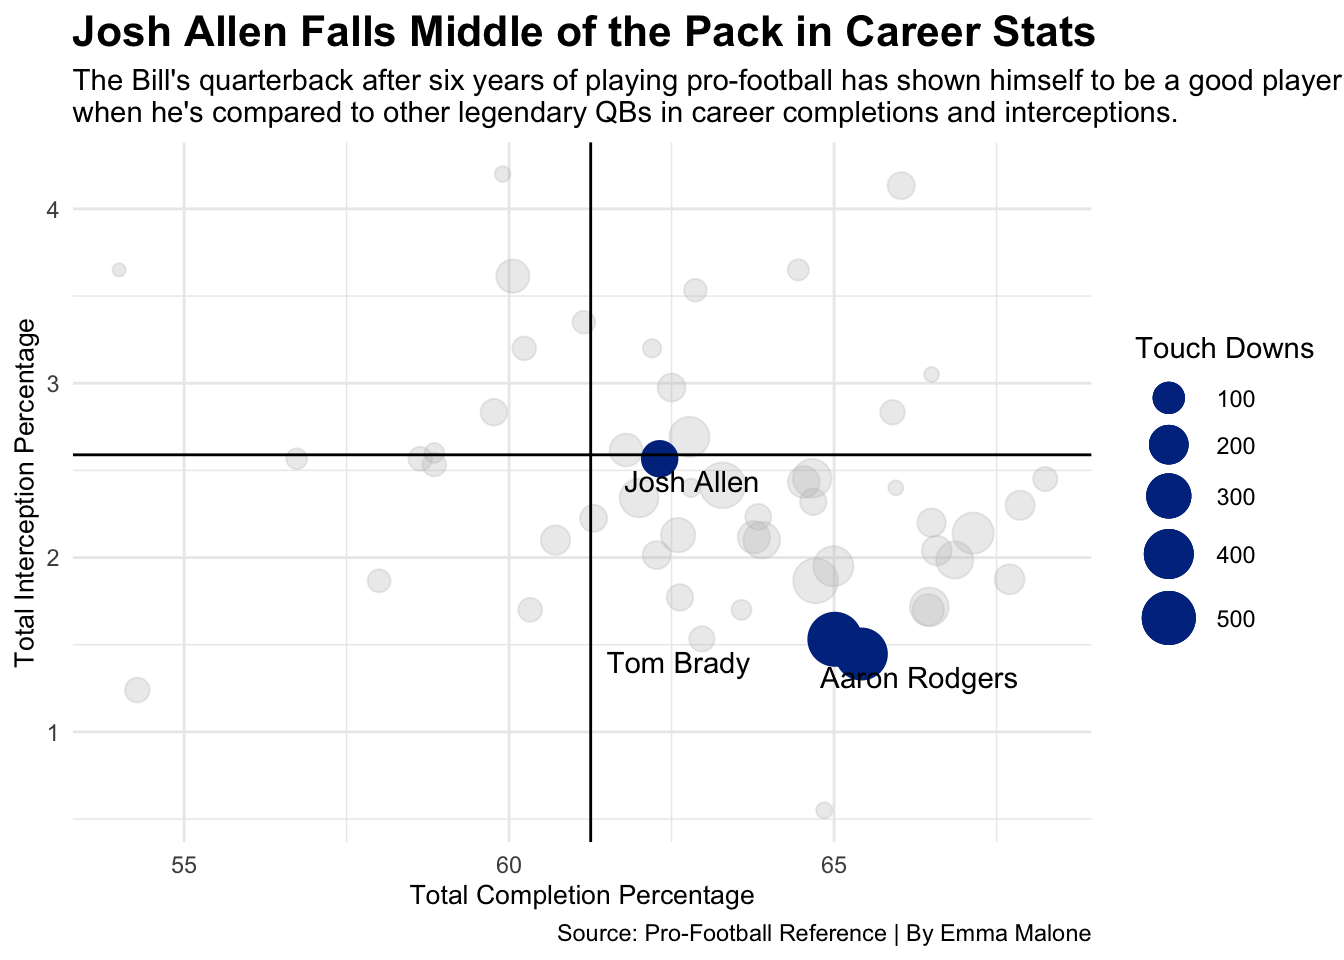 Josh Allen Falls Middle of the Pack in Career Stats
The Bill's quarterback after six years of playing pro-football has shown himself to be a good player
when he's compared to other legendary QBs in career completions and interceptions.
4
3
2
1
Total Interception Percentage
Josh Allen
Tom Brady
Aaron Rodgers
55
60
65
Total Completion Percentage
Touch Downs
100
200
300
400
500
Source: Pro-Football Reference | By Emma Malone